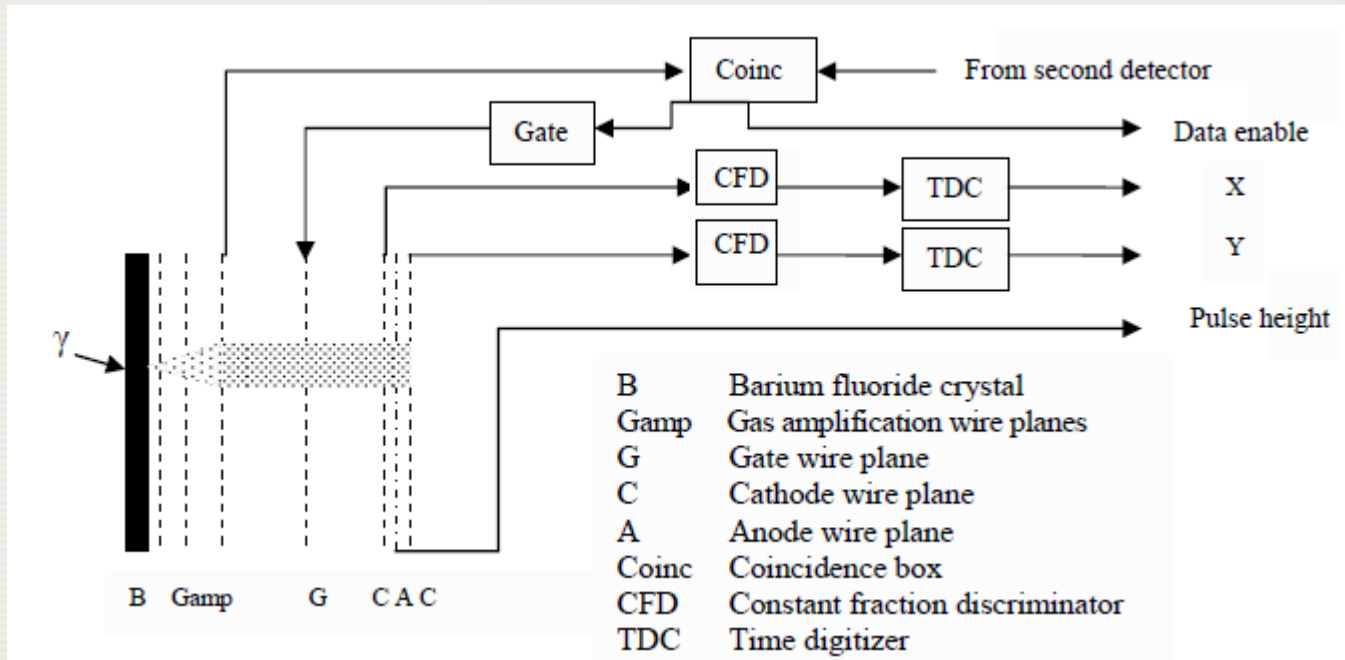 Coinc
From second detector
Gate
Data enable
CFD
TDC
X
CFD
TDC
Y
Pulse height
γ
B Barium fluoride crystal
Gamp Gas amplification wire planes
G Gate wire plane
C Cathode wire plane
A Anode wire plane
Coinc Coincidence box
CFD Constant fraction discriminator
TDC Time digitizer
B Gamp G C A C